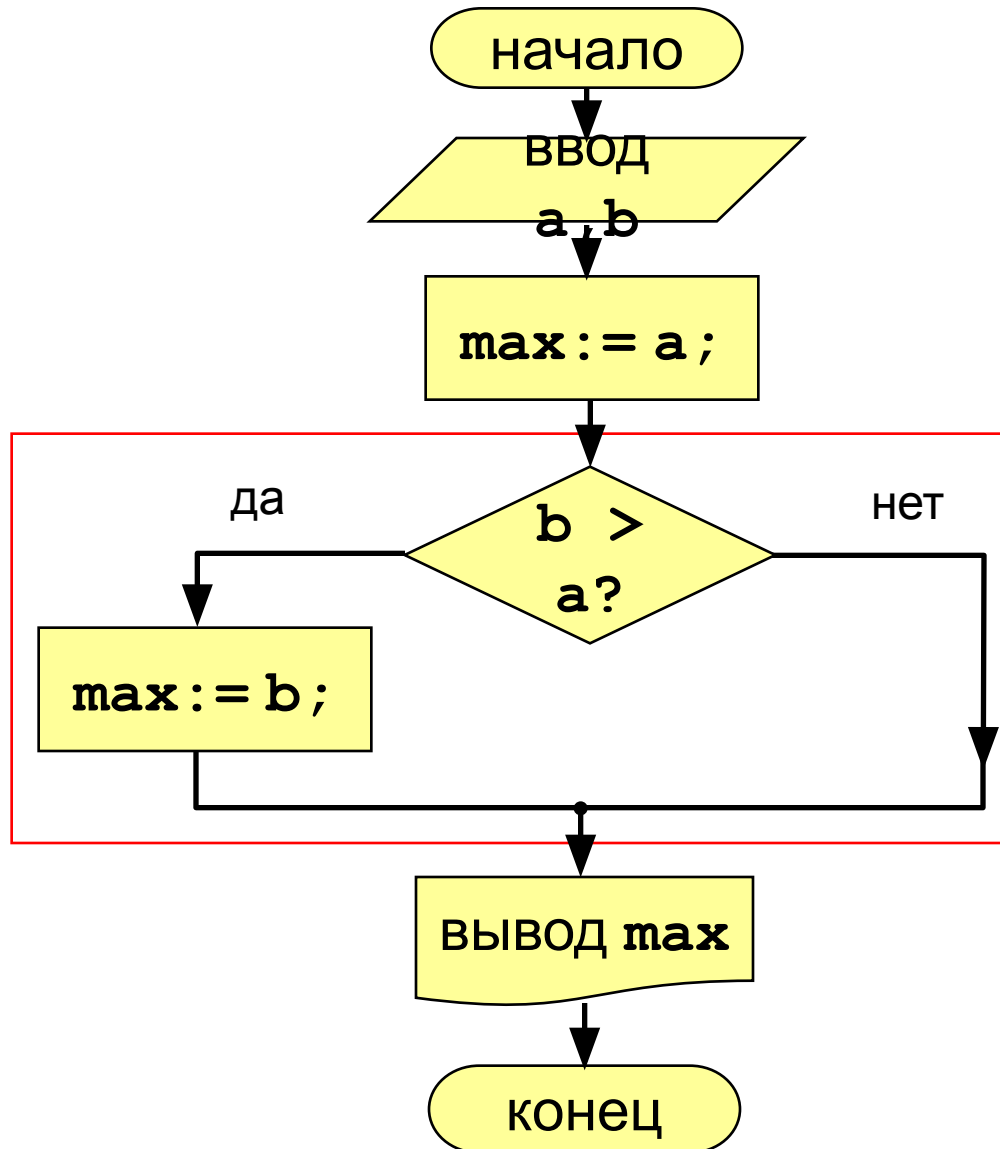 начало
ввод
a,b
max:= a;
да
нет
b >
a?
max:= b;
вывод max
конец